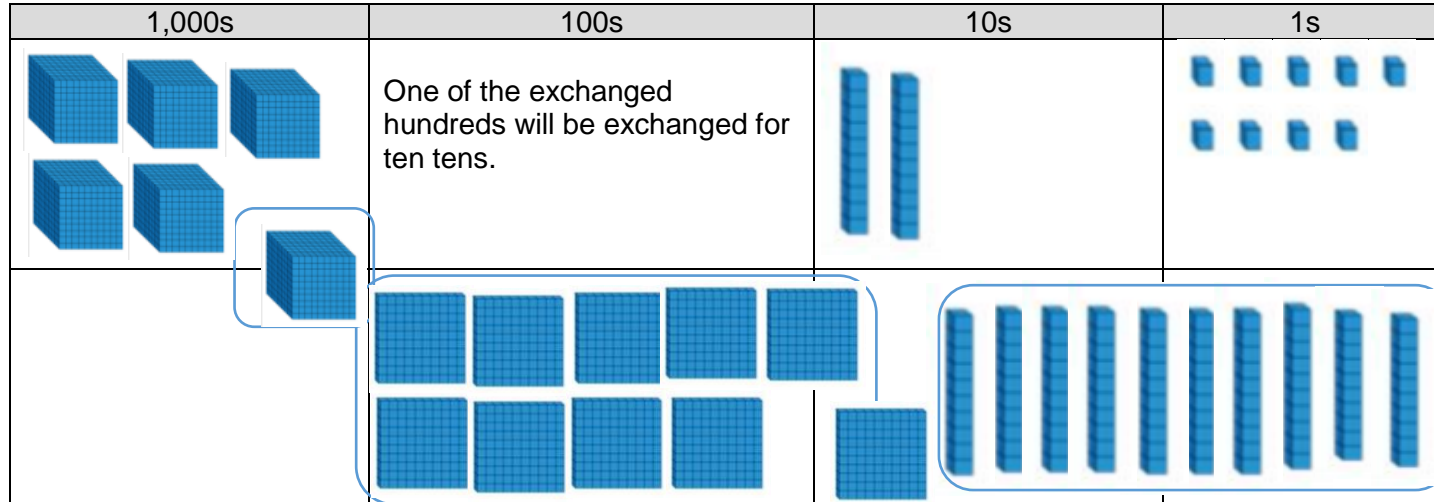 1,000s 100s 10s 1s
One of the exchanged
hundreds will be exchanged for
ten tens.